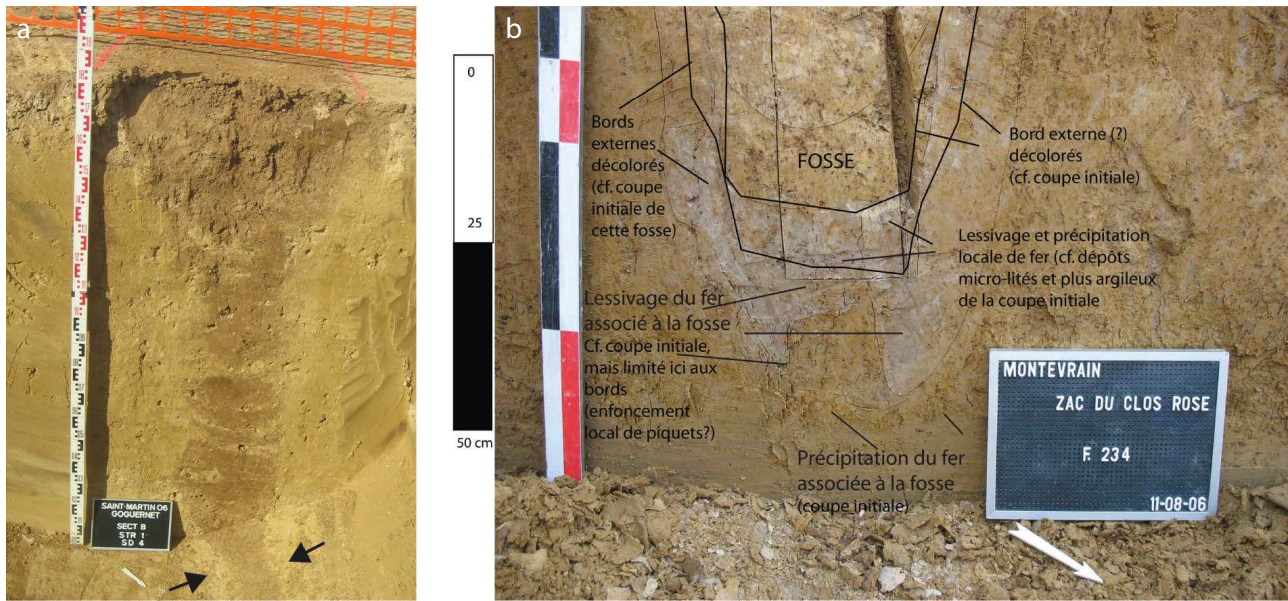 a
SAINT-MARTIN 06
GOGUERNET
SECT B
STR 1
SD 4
0
25
50 cm
b
Bords
externes
décolorés
(cf. coupe
initiale de
cette fosse)
FOSSE
Bord externe (?)
décolorés
(cf. coupe initiale)
Lessivage et précipitation
locale de fer (cf. dépôts
micro-lités et plus argileux
de la coupe initiale
Lessivage du fer
associé à la fosse
Cf. coupe initiale,
mais limité ici aux
bords
(enfoncement
local de piquets?)
Précipitation du fer
associée à la fosse
(coupe initiale)
MONTEVRAIN
ZAC DU CLOS ROSE
F. 234
11-08-06